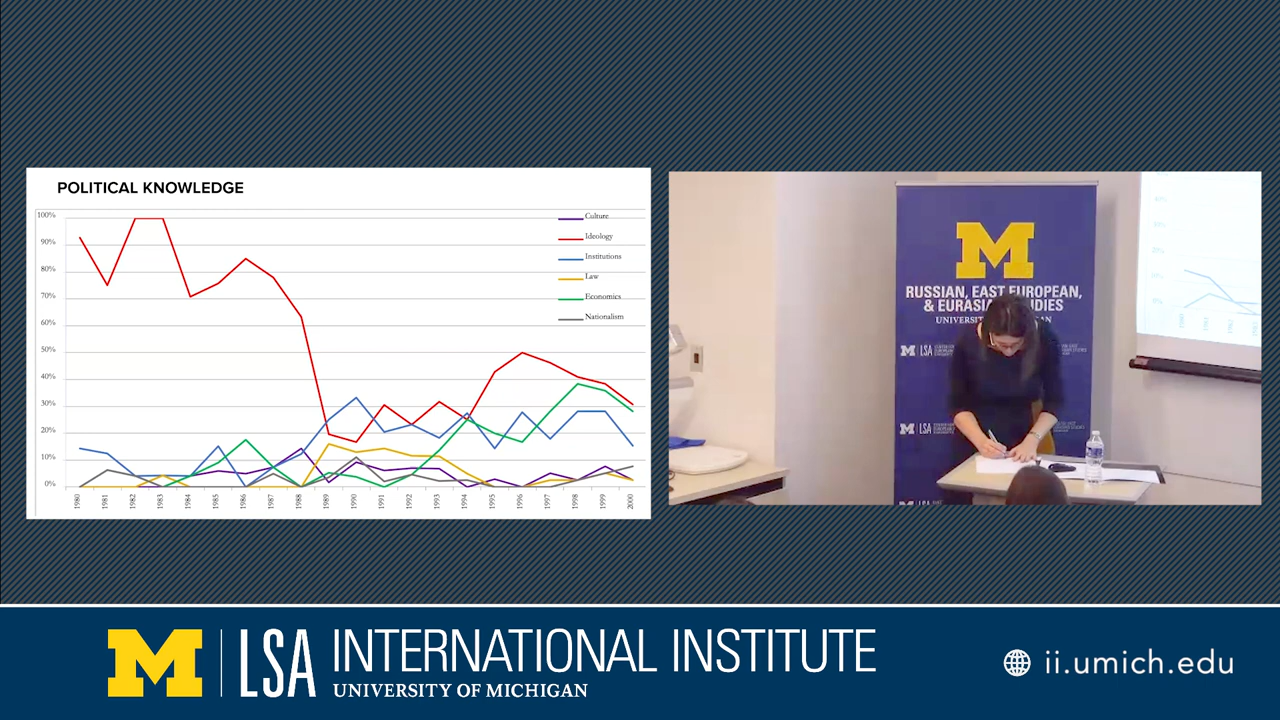 POLITICAL KNOWLEDGE
100%
90%
80%
70%
60%
50%
40%
30%
20%
10%
0%
1980
1981
1982
1983
1984
1985
1986
1987
1988
1989
1990
1991
1992
1993
1994
1995
1996
1997
1998
1999
2000
Culture
Ideology
Institutions
Law
Economics
Nationalism
M
RUSSIAN, EAST EUROPEAN,
& EURASIAN STUDIES
M LSA
M LSA
M LSA INTERNATIONAL INSTITUTE
UNIVERSITY OF MICHIGAN
ii.umich.edu